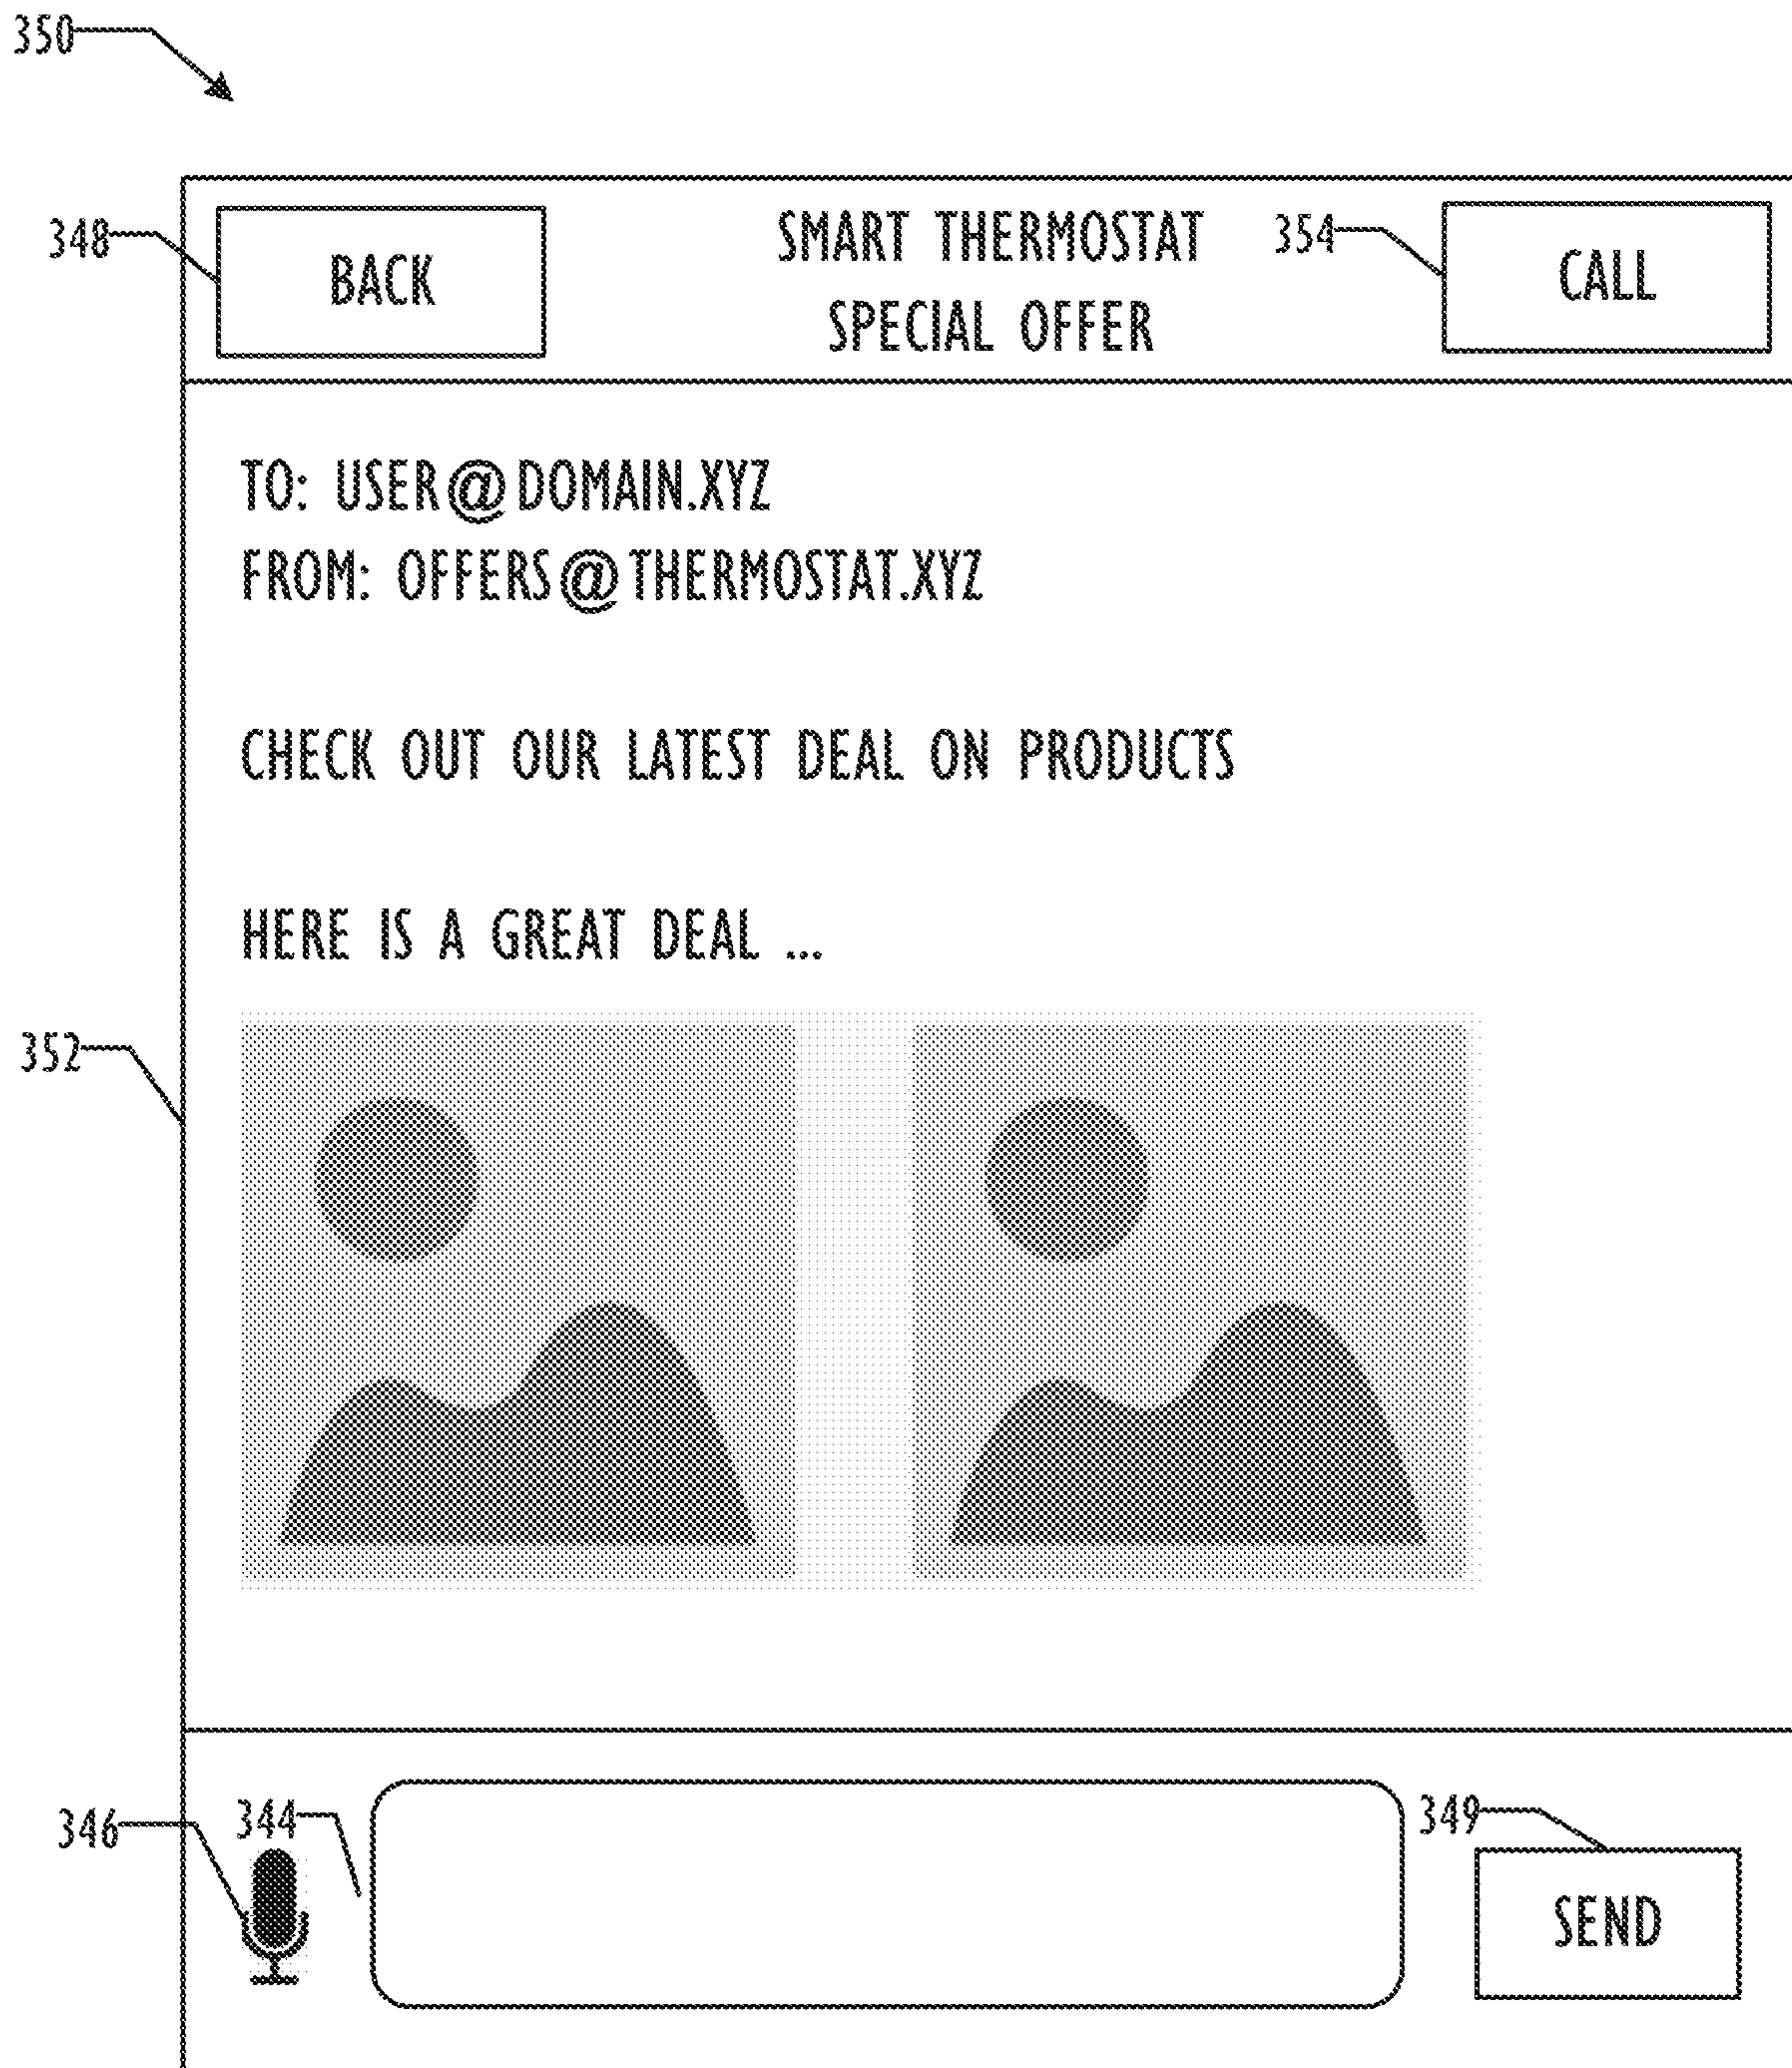 350
348
BACK
SMART THERMOSTAT
SPECIAL OFFER
354
CALL
TO: USER@DOMAIN.XYZ
FROM: OFFERS@THERMOSTAT.XYZ
CHECK OUT OUR LATEST DEAL ON PRODUCTS
HERE IS A GREAT DEAL ...
352
346
344
349
SEND